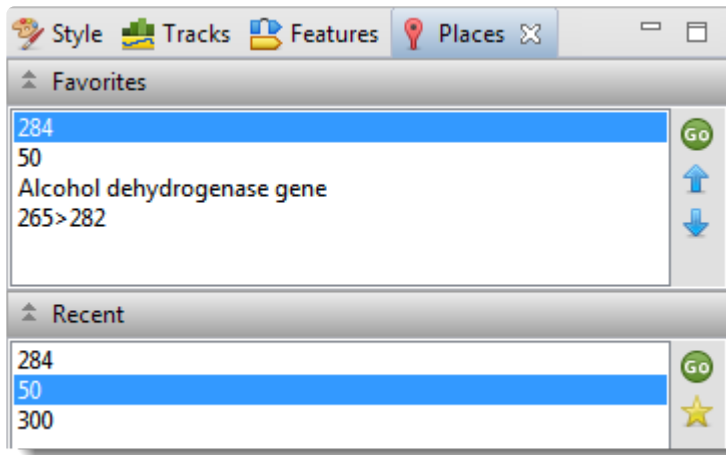 Style Tracks Features Places
Favorites
284
50
Alcohol dehydrogenase gene
265>282
Go
Recent
284
50
300
Go